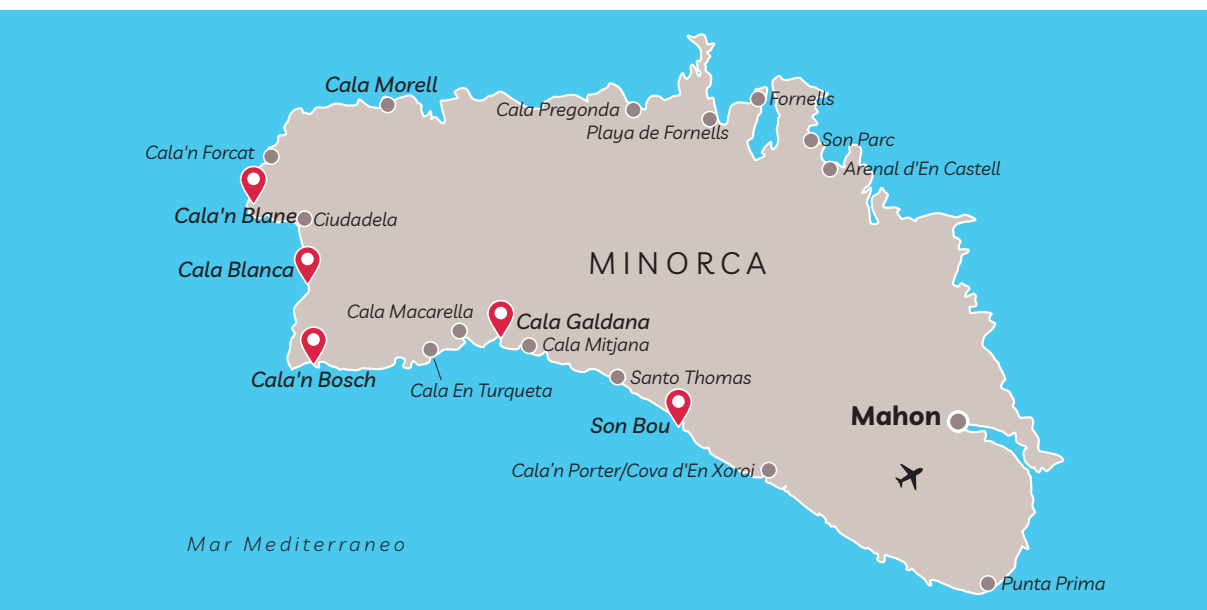 Cala Morell
Fornells
Cala Pregonda
Playa de Fornells
Son Parc
Cala'n Forcat
Arenal d'En Castell
Cala'n Blane
Ciudadela
MINORCA
Cala Blanca
Cala Macarella
Cala Galdana
Cala Mitjana
Cala'n Bosch
Santo Thomas
Cala En Turqueta
Mahon
Son Bou
Cala’n Porter/Cova d'En Xoroi
Mar Mediterraneo
Punta Prima